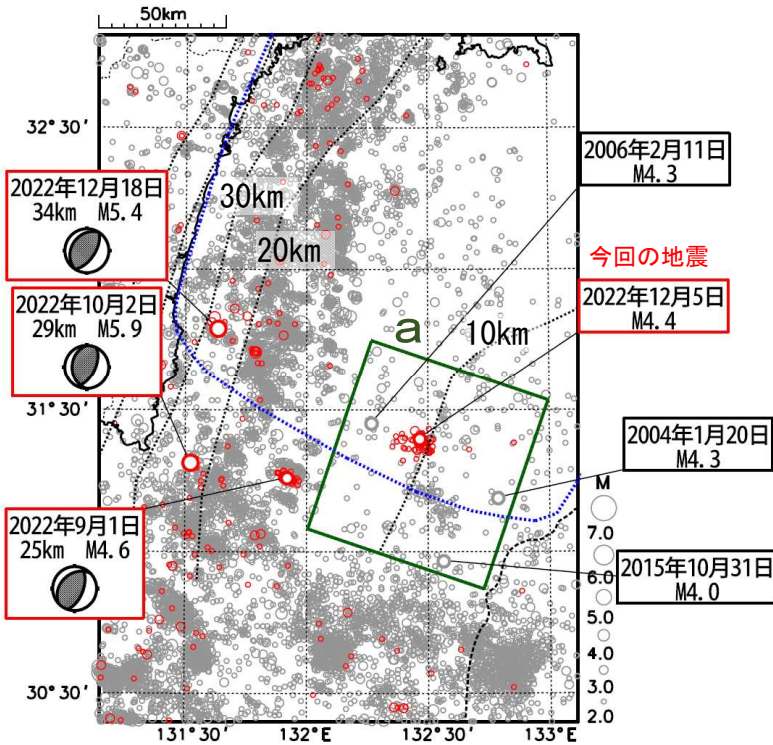 50km
32°30′
2006年2月11日
M4.3
2022年12月18日
34km M5.4
30km
20km
今回の地震
2022年12月5日
M4.4
2022年10月2日
29km M5.9
a
10km
31°30′
2004年1月20日
M4.3
2022年9月1日
25km M4.6
2015年10月31日
M4.0
M
7.0
6.0
5.0
4.0
3.0
2.0
30°30′
131°30′
132°E
132°30′
133°E